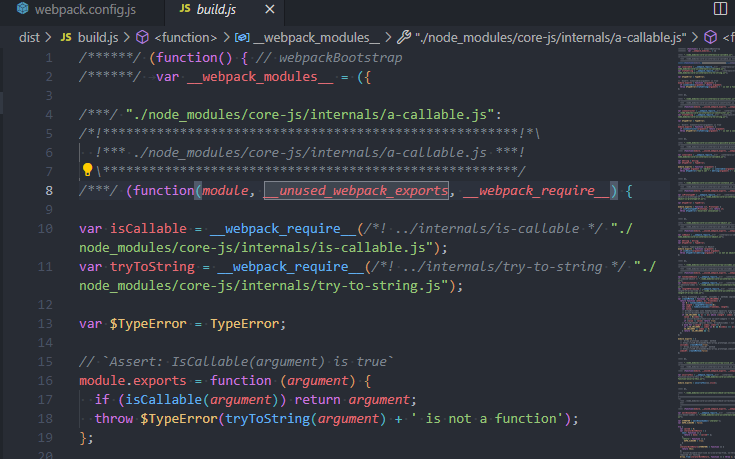 webpack.config.js JS build.js ×
dist > JS build.js > <function> > __webpack_modules__ > "./node_modules/core-js/internals/a-callable.js" > <f
1 /******/ (function() { // webpackBootstrap
2 /******/ var __webpack_modules__ = ({
3
4 /***/ "./node_modules/core-js/internals/a-callable.js":
5 /*!******************************************************!*\
6 !*** ./node_modules/core-js/internals/a-callable.js ***!
7 \******************************************************/
8 /***/ (function(module, __unused_webpack_exports, __webpack_require__) {
9
10 var isCallable = __webpack_require__(/*! ../internals/is-callable */ "./
node_modules/core-js/internals/is-callable.js");
11 var tryToString = __webpack_require__(/*! ../internals/try-to-string */ "./
node_modules/core-js/internals/try-to-string.js");
12
13 var $TypeError = TypeError;
14
15 // `Assert: IsCallable(argument) is true`
16 module.exports = function (argument) {
17 if (isCallable(argument)) return argument;
18 throw $TypeError(tryToString(argument) + ' is not a function');
19 };